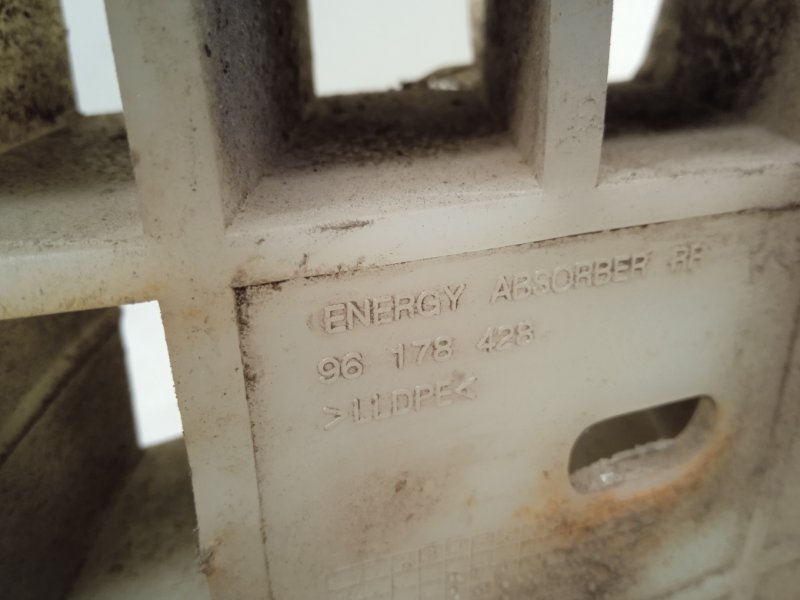 ENERGY ABSORBER RR
96 178 428
>LLDPE<